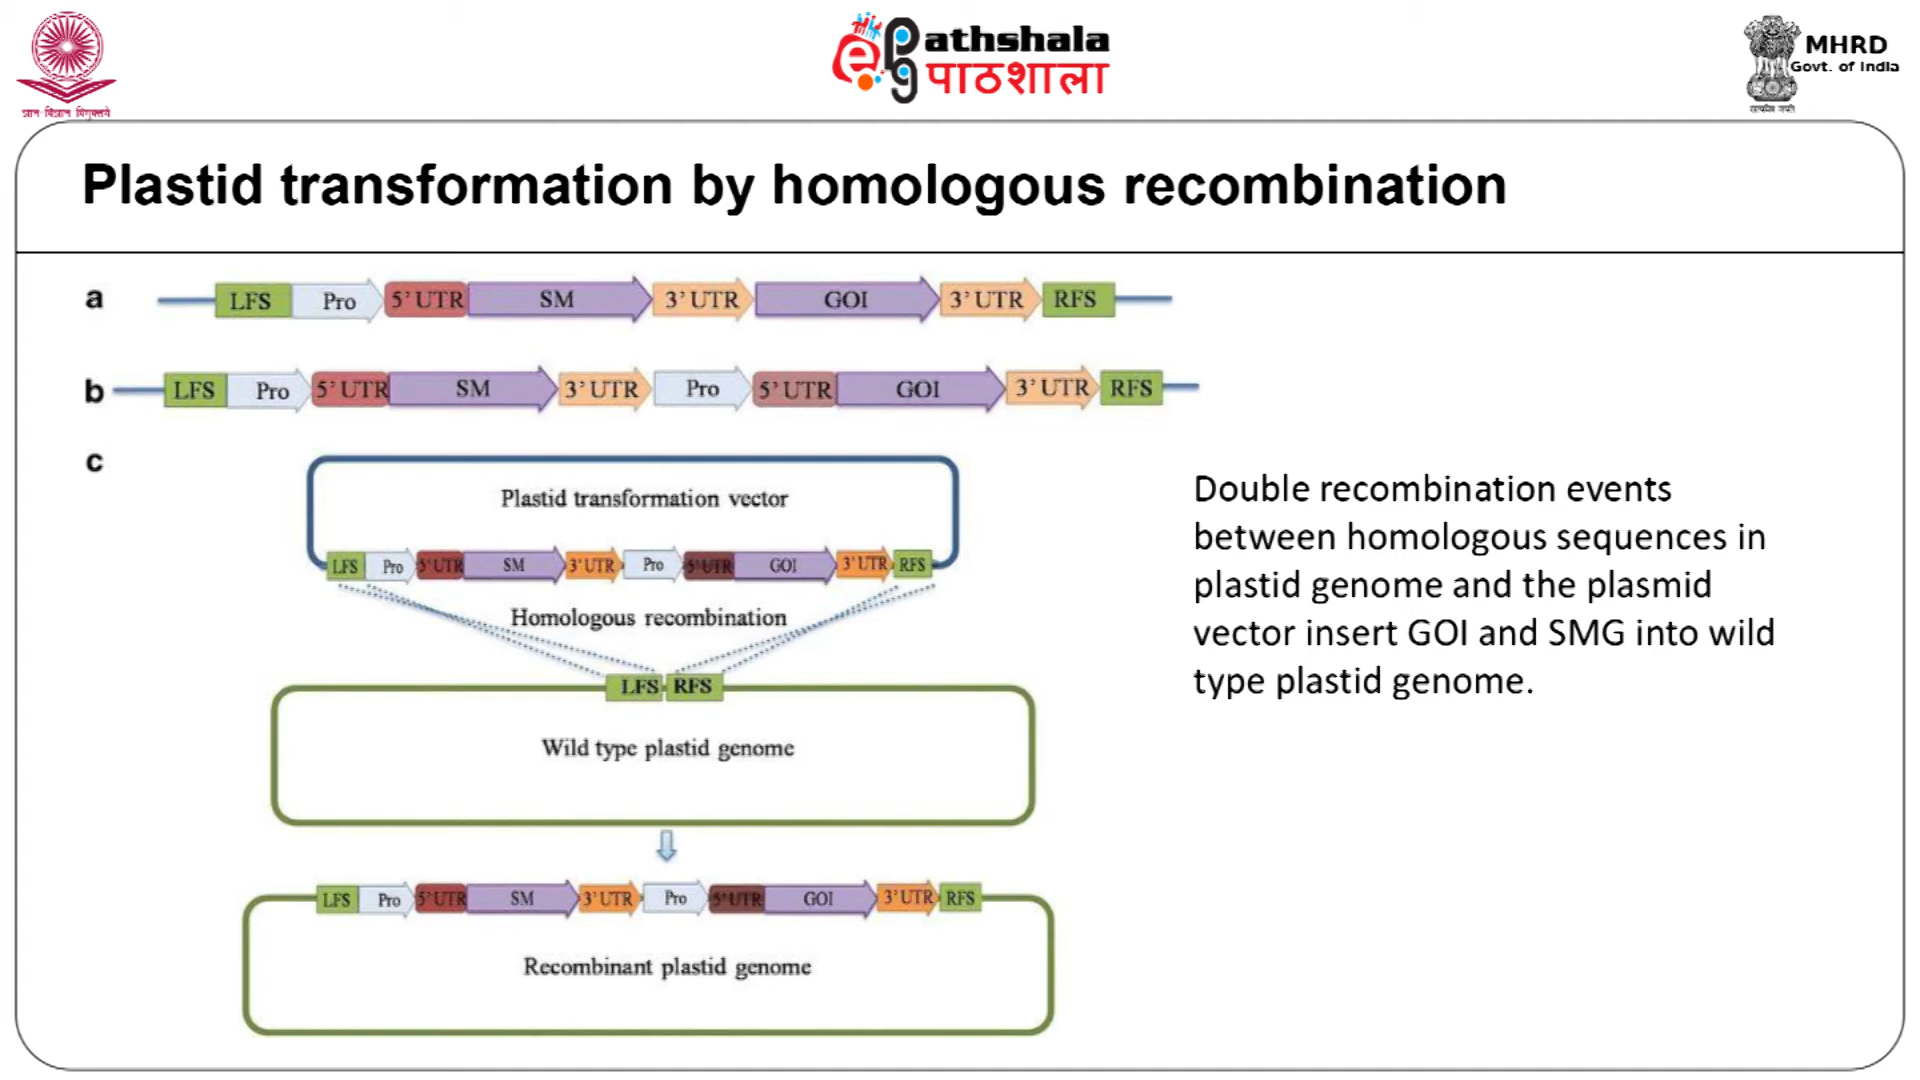 ज्ञान-विज्ञान विमुक्तये
ePathshala
पाठशाला
MHRD
Govt. of India
सत्यमेव जयते
Plastid transformation by homologous recombination
a LFS Pro 5' UTR SM 3' UTR GOI 3' UTR RFS
b LFS Pro 5' UTR SM 3' UTR Pro 5' UTR GOI 3' UTR RFS
c
Plastid transformation vector
LFS Pro 5' UTR SM 3' UTR Pro 5' UTR GOI 3' UTR RFS
Homologous recombination
LFS RFS
Wild type plastid genome
LFS Pro 5' UTR SM 3' UTR Pro 5' UTR GOI 3' UTR RFS
Recombinant plastid genome
Double recombination events
between homologous sequences in
plastid genome and the plasmid
vector insert GOI and SMG into wild
type plastid genome.